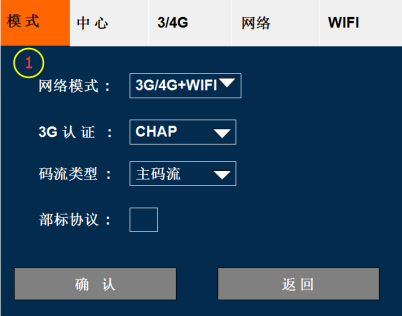 模式 中心 3/4G 网络 WIFI
1
网络模式： 3G/4G+WIFI
3G 认证 ： CHAP
码流类型： 主码流
部标协议：
确 认 返回